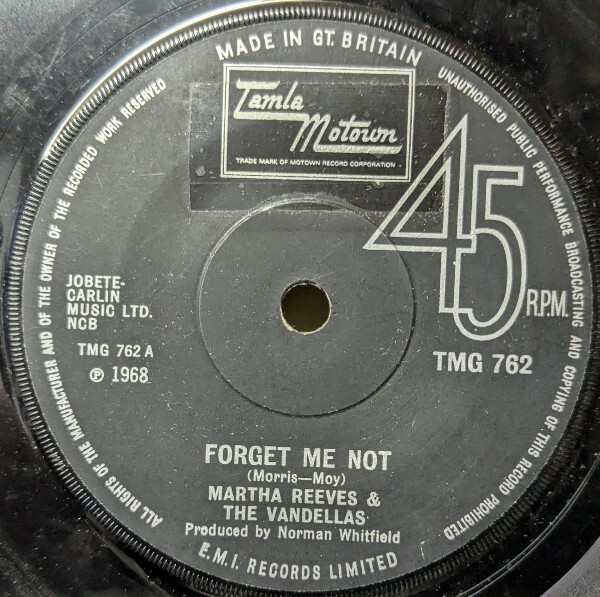 MADE IN GT. BRITAIN
UNAUTHORISED PUBLIC PERFORMANCE BROADCASTING AND COPYING OF THIS RECORD PROHIBITED
ALL RIGHTS OF THE MANUFACTURER AND OF THE OWNER OF THE RECORDED WORK RESERVED
Tamla
Motown
TRADE MARK OF MOTOWN RECORD CORPORATION
45
R.P.M.
TMG 762
JOBETE-
CARLIN
MUSIC LTD.
NCB
TMG 762 A
℗ 1968
FORGET ME NOT
(Morris—Moy)
MARTHA REEVES &
THE VANDELLAS
Produced by Norman Whitfield
E.M.I. RECORDS LIMITED